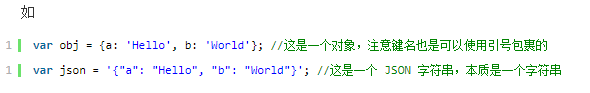 如
1 var obj = {a: 'Hello', b: 'World'}; //这是一个对象，注意键名也是可以使用引号包裹的
1 var json = '{"a": "Hello", "b": "World"}'; //这是一个 JSON 字符串，本质是一个字符串